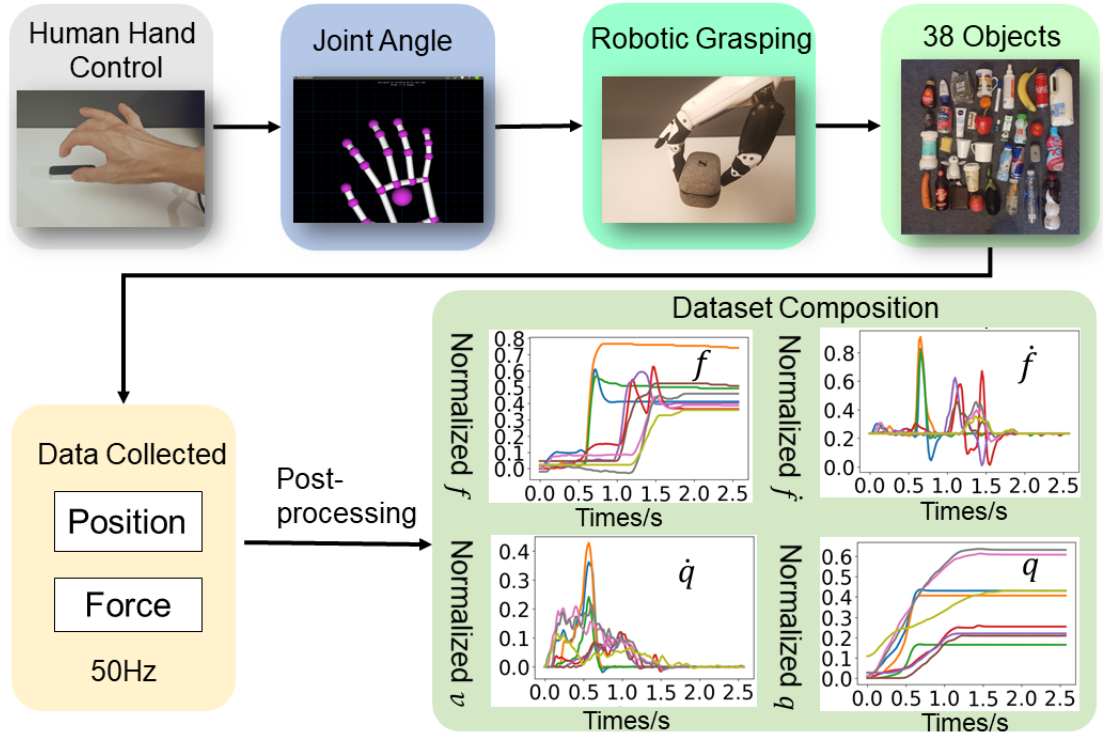 Human Hand
Control
Joint Angle
Robotic Grasping
38 Objects
Data Collected
Position
Force
50Hz
Post-
processing
Dataset Composition
Normalized f
0.8
0.7
0.6
0.5
0.4
0.3
0.2
0.1
0.0
f
0.0 0.5 1.0 1.5 2.0 2.5
Times/s
Normalized ḟ
0.8
0.6
0.4
0.2
0.0
ḟ
0.0 0.5 1.0 1.5 2.0 2.5
Times/s
Normalized v
0.4
0.3
0.2
0.1
0.0
q̇
0.0 0.5 1.0 1.5 2.0 2.5
Times/s
Normalized q
0.6
0.5
0.4
0.3
0.2
0.1
0.0
q
0.0 0.5 1.0 1.5 2.0 2.5
Times/s